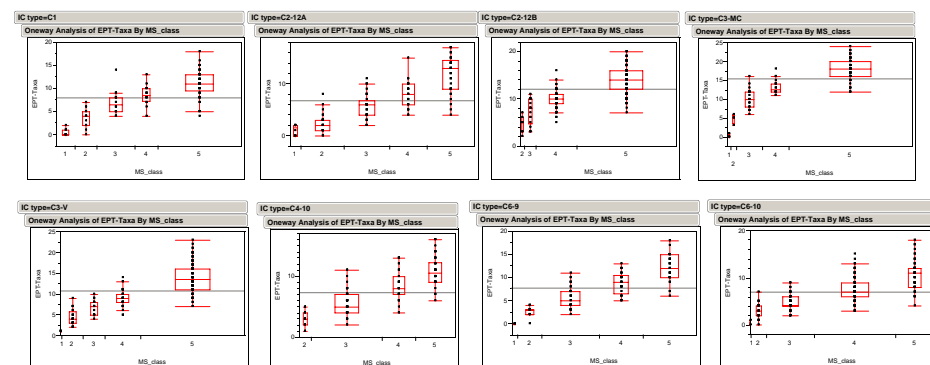 IC type=C1
Oneway Analysis of EPT-Taxa By MS_class
EPT-Taxa
20
15
10
5
0
1 2 3 4 5
MS_class
IC type=C2-12A
Oneway Analysis of EPT-Taxa By MS_class
EPT-Taxa
10
0
1 2 3 4 5
MS_class
IC type=C2-12B
Oneway Analysis of EPT-Taxa By MS_class
EPT-Taxa
20
10
0
2 3 4 5
MS_class
IC type=C3-MC
Oneway Analysis of EPT-Taxa By MS_class
EPT-Taxa
25
20
15
10
5
0
1 3 4 5
2
MS_class
IC type=C3-V
Oneway Analysis of EPT-Taxa By MS_class
EPT-Taxa
25
20
15
10
5
0
1 2 3 4 5
MS_class
IC type=C4-10
Oneway Analysis of EPT-Taxa By MS_class
EPT-Taxa
10
0
2 3 4 5
MS_class
IC type=C6-9
Oneway Analysis of EPT-Taxa By MS_class
EPT-Taxa
20
15
10
5
0
1 2 3 4 5
MS_class
IC type=C6-10
Oneway Analysis of EPT-Taxa By MS_class
EPT-Taxa
20
10
0
1 2 3 4 5
MS_class